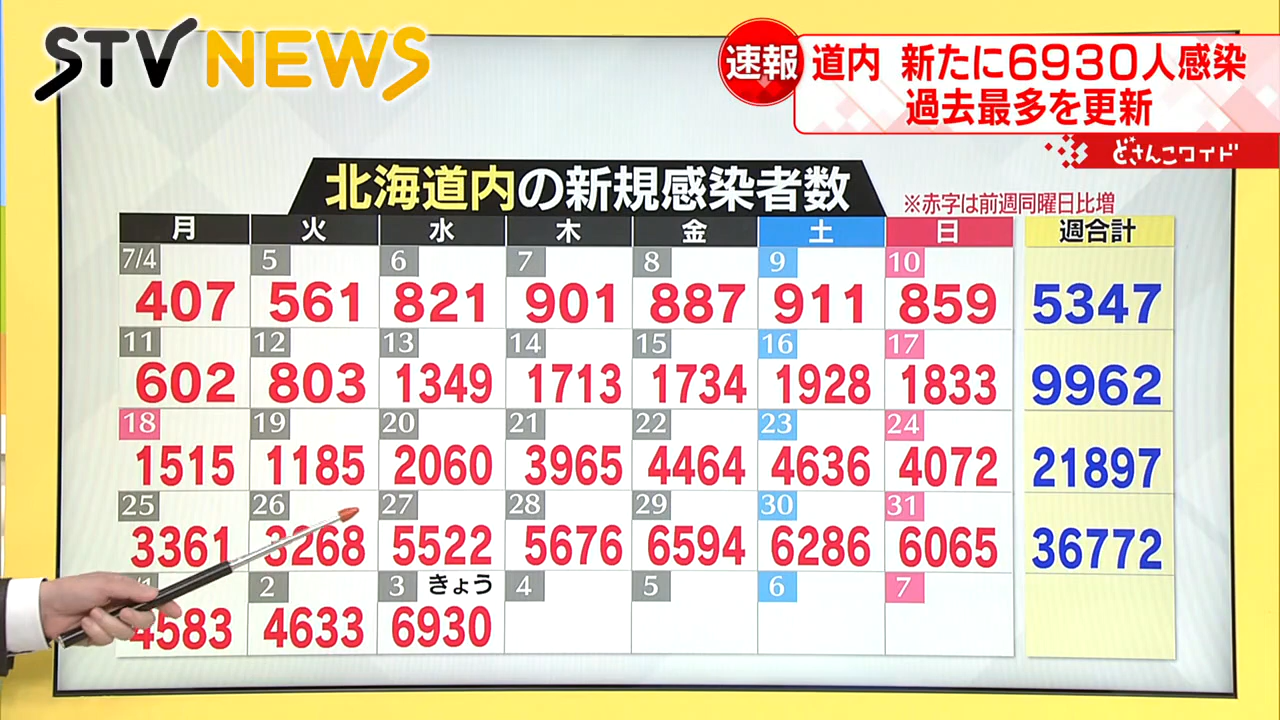 STV NEWS
速報
道内 新たに6930人感染
過去最多を更新
どさんこワイド
北海道内の新規感染者数
※赤字は前週同曜日比増
月 火 水 木 金 土 日 週合計
7/4 5 6 7 8 9 10
407 561 821 901 887 911 859 5347
11 12 13 14 15 16 17
602 803 1349 1713 1734 1928 1833 9962
18 19 20 21 22 23 24
1515 1185 2060 3965 4464 4636 4072 21897
25 26 27 28 29 30 31
3361 3268 5522 5676 6594 6286 6065 36772
2 3 きょう 4 5 6 7
4583 4633 6930